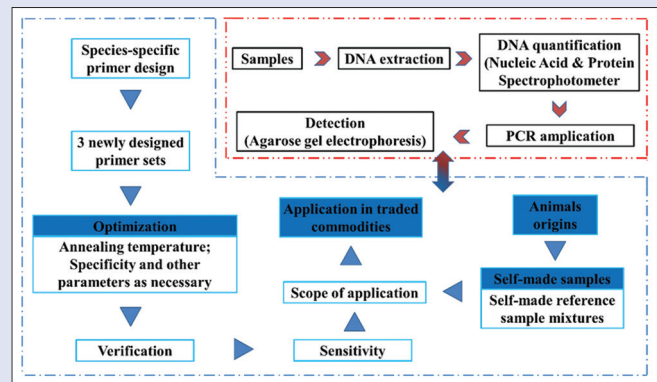 Species-specific
primer design
3 newly designed
primer sets
Optimization
Annealing temperature;
Specificity and other
parameters as necessary
Verification
Sensitivity
Scope of application
Application in traded
commodities
Animals
origins
Self-made samples
Self-made reference
sample mixtures
Samples
DNA extraction
DNA quantification
(Nucleic Acid & Protein
Spectrophotometer
PCR amplication
Detection
(Agarose gel electrophoresis)